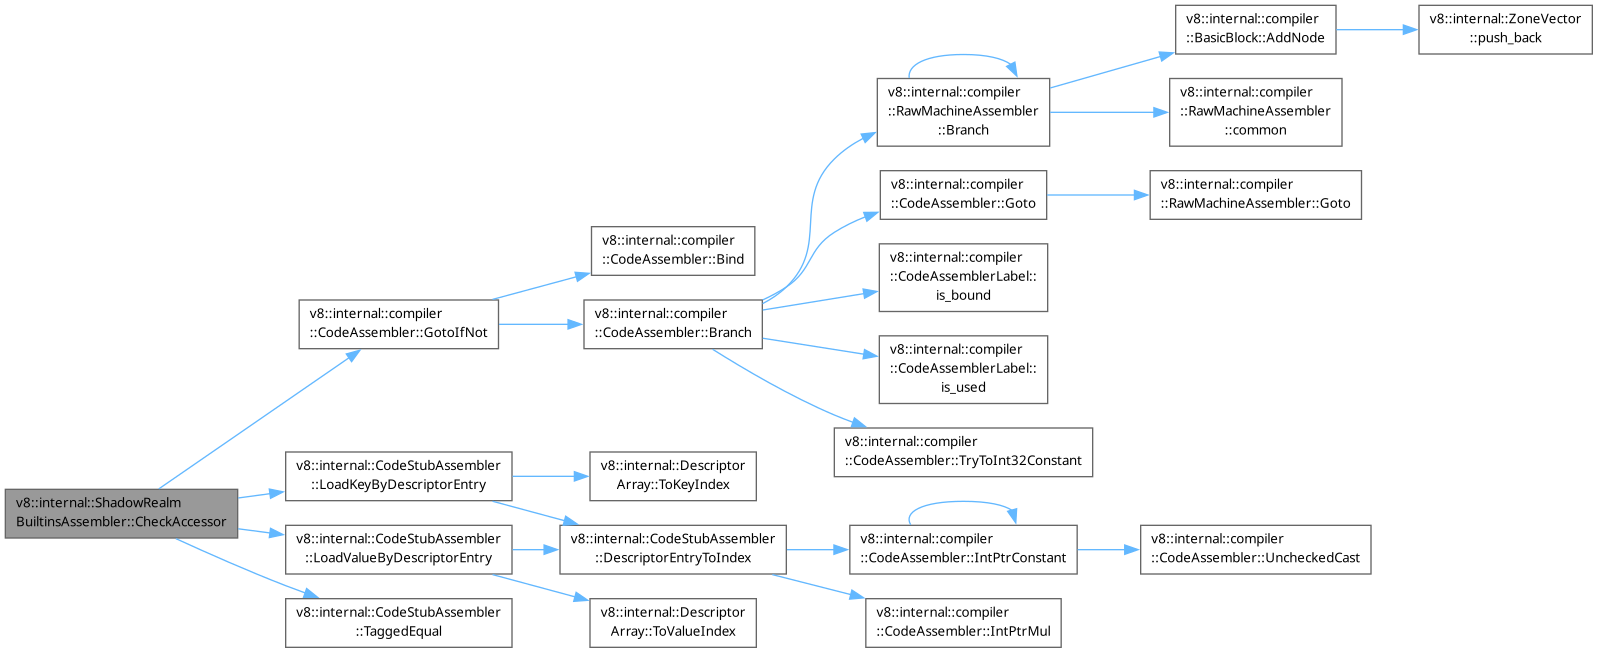 v8::internal::ShadowRealm
BuiltinsAssembler::CheckAccessor
v8::internal::compiler
::CodeAssembler::GotoIfNot
v8::internal::compiler
::CodeAssembler::Bind
v8::internal::compiler
::CodeAssembler::Branch
v8::internal::compiler
::RawMachineAssembler
::Branch
v8::internal::compiler
::BasicBlock::AddNode
v8::internal::ZoneVector
::push_back
v8::internal::compiler
::RawMachineAssembler
::common
v8::internal::compiler
::CodeAssembler::Goto
v8::internal::compiler
::RawMachineAssembler::Goto
v8::internal::compiler
::CodeAssemblerLabel::
is_bound
v8::internal::compiler
::CodeAssemblerLabel::
is_used
v8::internal::compiler
::CodeAssembler::TryToInt32Constant
v8::internal::CodeStubAssembler
::LoadKeyByDescriptorEntry
v8::internal::Descriptor
Array::ToKeyIndex
v8::internal::CodeStubAssembler
::DescriptorEntryToIndex
v8::internal::compiler
::CodeAssembler::IntPtrConstant
v8::internal::compiler
::CodeAssembler::UncheckedCast
v8::internal::compiler
::CodeAssembler::IntPtrMul
v8::internal::CodeStubAssembler
::LoadValueByDescriptorEntry
v8::internal::Descriptor
Array::ToValueIndex
v8::internal::CodeStubAssembler
::TaggedEqual